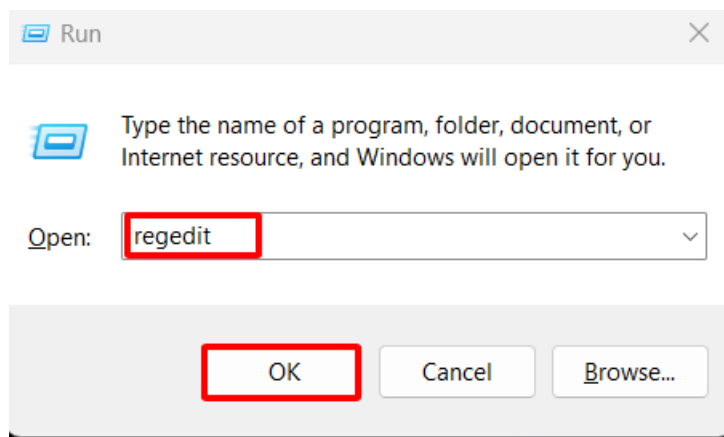 Run
Type the name of a program, folder, document, or
Internet resource, and Windows will open it for you.
Open: regedit
OK Cancel Browse...